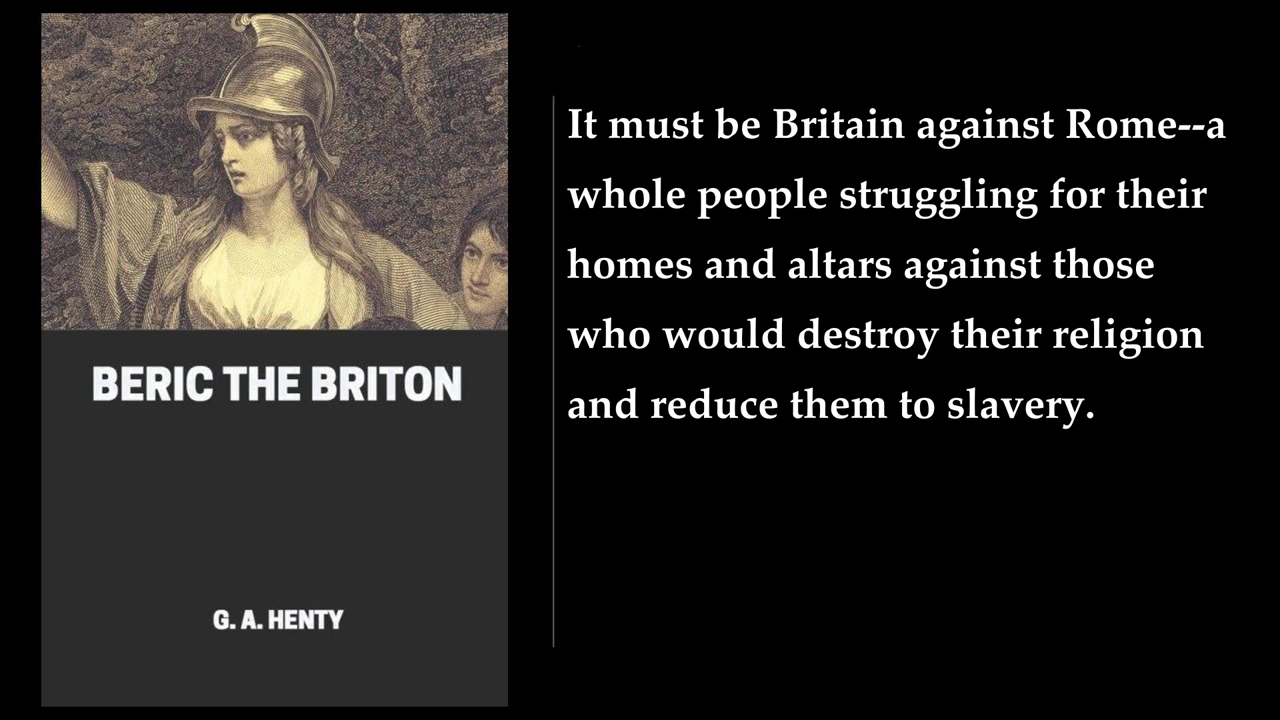 BERIC THE BRITON
G. A. HENTY
It must be Britain against Rome--a
whole people struggling for their
homes and altars against those
who would destroy their religion
and reduce them to slavery.